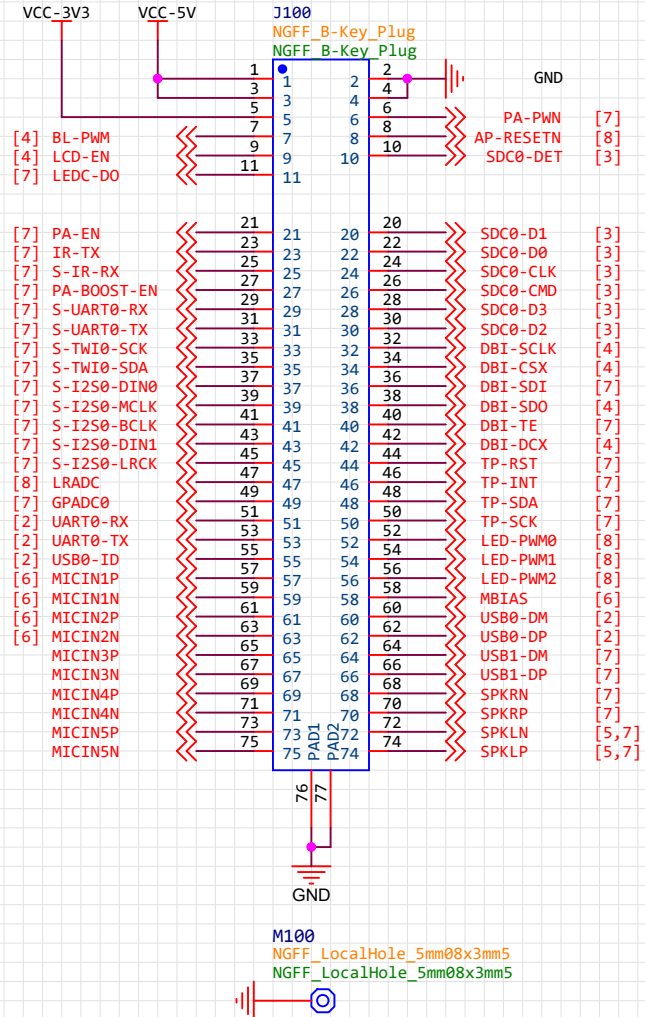 VCC-3V3 VCC-5V J100
NGFF_B-Key_Plug
NGFF_B-Key_Plug
1 1 2 2 GND
3 3 4 4
5 5 6 6 PA-PWN [7]
[4] BL-PWM 7 7 8 8 AP-RESETN [8]
[4] LCD-EN 9 9 10 10 SDC0-DET [3]
[7] LEDC-DO 11 11
[7] PA-EN 21 21 20 20 SDC0-D1 [3]
[7] IR-TX 23 23 22 22 SDC0-D0 [3]
[7] S-IR-RX 25 25 24 24 SDC0-CLK [3]
[7] PA-BOOST-EN 27 27 26 26 SDC0-CMD [3]
[7] S-UART0-RX 29 29 28 28 SDC0-D3 [3]
[7] S-UART0-TX 31 31 30 30 SDC0-D2 [3]
[7] S-TWI0-SCK 33 33 32 32 DBI-SCLK [4]
[7] S-TWI0-SDA 35 35 34 34 DBI-CSX [4]
[7] S-I2S0-DIN0 37 37 36 36 DBI-SDI [7]
[7] S-I2S0-MCLK 39 39 38 38 DBI-SDO [4]
[7] S-I2S0-BCLK 41 41 40 40 DBI-TE [7]
[7] S-I2S0-DIN1 43 43 42 42 DBI-DCX [4]
[7] S-I2S0-LRCK 45 45 44 44 TP-RST [7]
[8] LRADC 47 47 46 46 TP-INT [7]
[7] GPADC0 49 49 48 48 TP-SDA [7]
[2] UART0-RX 51 51 50 50 TP-SCK [7]
[2] UART0-TX 53 53 52 52 LED-PWM0 [8]
[2] USB0-ID 55 55 54 54 LED-PWM1 [8]
[6] MICIN1P 57 57 56 56 LED-PWM2 [8]
[6] MICIN1N 59 59 58 58 MBIAS [6]
[6] MICIN2P 61 61 60 60 USB0-DM [2]
[6] MICIN2N 63 63 62 62 USB0-DP [2]
MICIN3P 65 65 64 64 USB1-DM [7]
MICIN3N 67 67 66 66 USB1-DP [7]
MICIN4P 69 69 68 68 SPKRN [7]
MICIN4N 71 71 70 70 SPKRP [7]
MICIN5P 73 73 72 72 SPKLN [5,7]
MICIN5N 75 75 74 74 SPKLP [5,7]
PAD1 PAD2
76 77
GND
M100
NGFF_LocalHole_5mm08x3mm5
NGFF_LocalHole_5mm08x3mm5